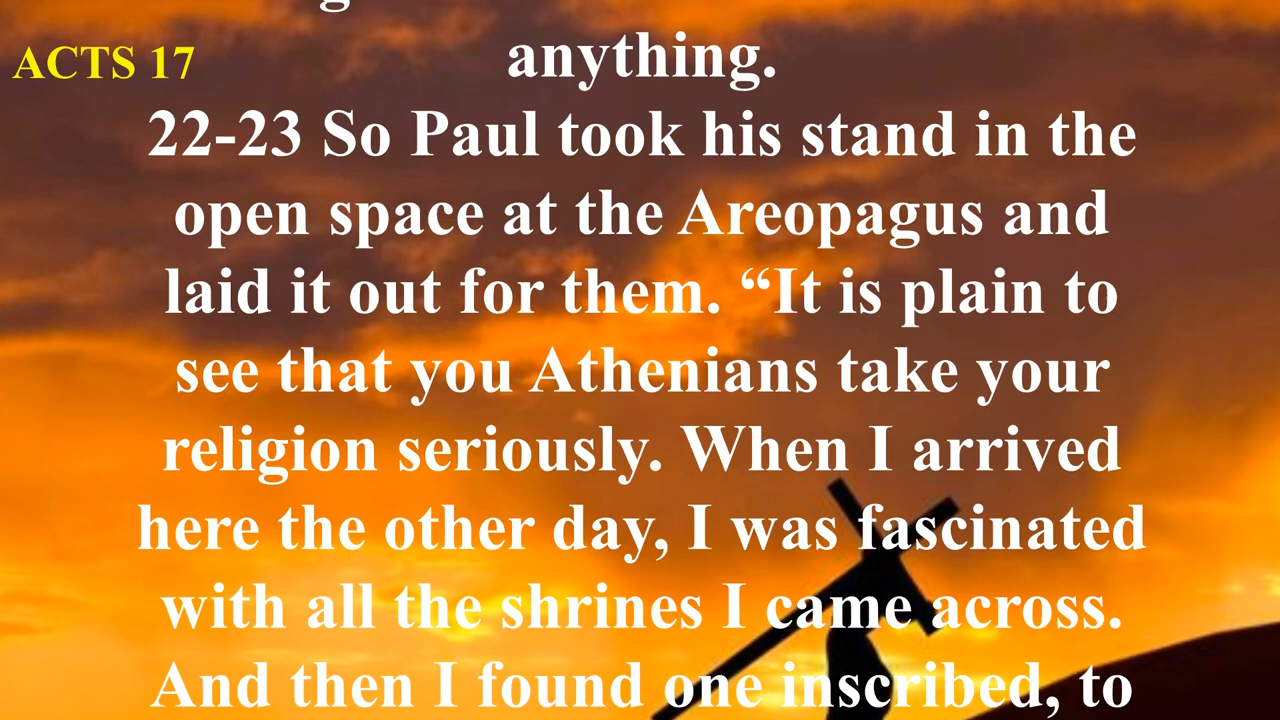 ACTS 17
anything.
22-23 So Paul took his stand in the
open space at the Areopagus and
laid it out for them. “It is plain to
see that you Athenians take your
religion seriously. When I arrived
here the other day, I was fascinated
with all the shrines I came across.
And then I found one inscribed, to